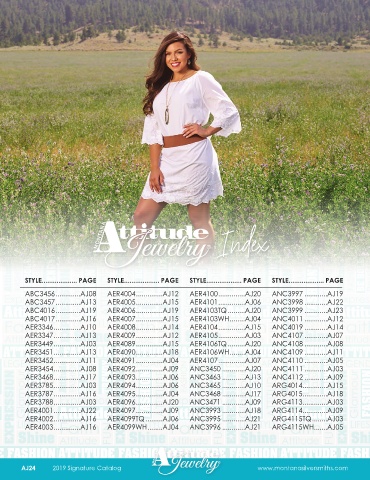 Montana
Attitude
Jewelry Index
STYLE.................. PAGE
ABC3456............AJ08
ABC3457............AJ13
ABC4016............AJ19
ABC4017............AJ16
AER3346............AJ10
AER3347............AJ13
AER3449............AJ03
AER3451............AJ13
AER3452............AJ11
AER3454............AJ08
AER3468............AJ17
AER3785............AJ03
AER3787............AJ16
AER3788............AJ03
AER4001............AJ22
AER4002............AJ16
AER4003............AJ16
STYLE.................. PAGE
AER4004............AJ12
AER4005............AJ15
AER4006............AJ19
AER4007............AJ15
AER4008............AJ14
AER4009............AJ12
AER4089............AJ15
AER4090............AJ18
AER4091............AJ04
AER4092............AJ09
AER4093............AJ06
AER4094............AJ06
AER4095............AJ04
AER4096............AJ20
AER4097............AJ09
AER4099TQ.........AJ06
AER4099WH........AJ04
STYLE.................. PAGE
AER4100............AJ20
AER4101............AJ06
AER4103TQ.........AJ20
AER4103WH........AJ04
AER4104............AJ15
AER4105............AJ03
AER4106TQ.........AJ20
AER4106WH........AJ04
AER4107............AJ07
ANC3450............AJ20
ANC3463............AJ13
ANC3465............AJ10
ANC3468............AJ17
ANC3471............AJ09
ANC3993............AJ18
ANC3995............AJ21
ANC3996............AJ21
STYLE.................. PAGE
ANC3997............AJ19
ANC3998............AJ22
ANC3999............AJ23
ANC4011............AJ12
ANC4019............AJ14
ANC4107............AJ07
ANC4108............AJ08
ANC4109............AJ11
ANC4110............AJ05
ANC4111............AJ03
ANC4112............AJ09
ARG4014............AJ15
ARG4015............AJ18
ARG4113............AJ03
ARG4114............AJ09
ARG4115TQ.........AJ03
ARG4115WH........AJ05
AJ24 2019 Signature Catalog
Attitude
Jewelry
www.montanasilversmiths.com